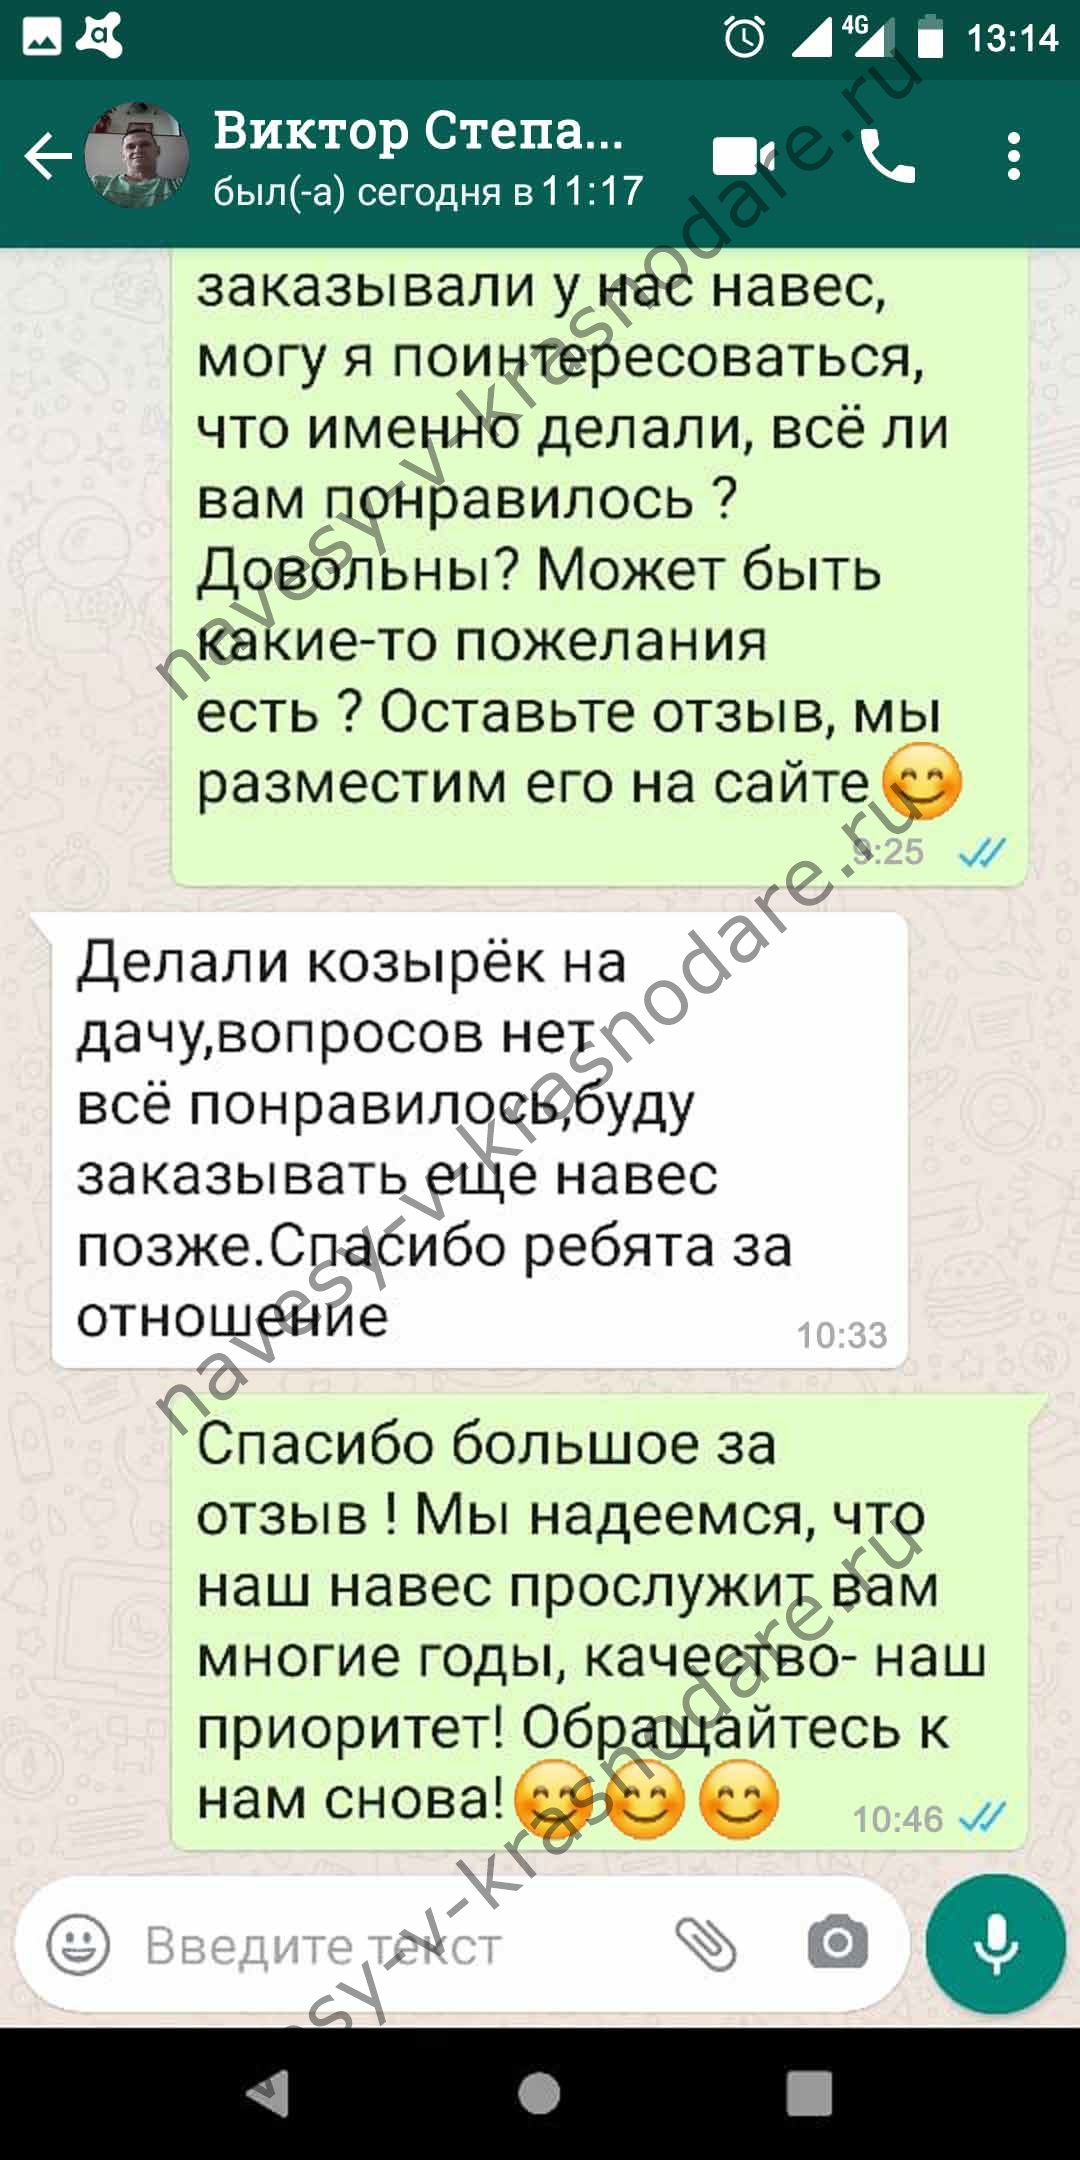 4G 13:14
Виктор Степа...
был(-а) сегодня в 11:17
заказывали у нас навес,
могу я поинтересоваться,
что именно делали, всё ли
вам понравилось ?
Довольны? Может быть
какие-то пожелания
есть ? Оставьте отзыв, мы
разместим его на сайте😊
9:25
Делали козырёк на
дачу,вопросов нет
всё понравилось,буду
заказывать еще навес
позже.Спасибо ребята за
отношение
10:33
Спасибо большое за
отзыв ! Мы надеемся, что
наш навес прослужит вам
многие годы, качество- наш
приоритет! Обращайтесь к
нам снова!😊😊😊
10:46
Введите текст
navesy-v-krasnodare.ru
navesy-v-krasnodare.ru
sy-v-krasnodare.ru